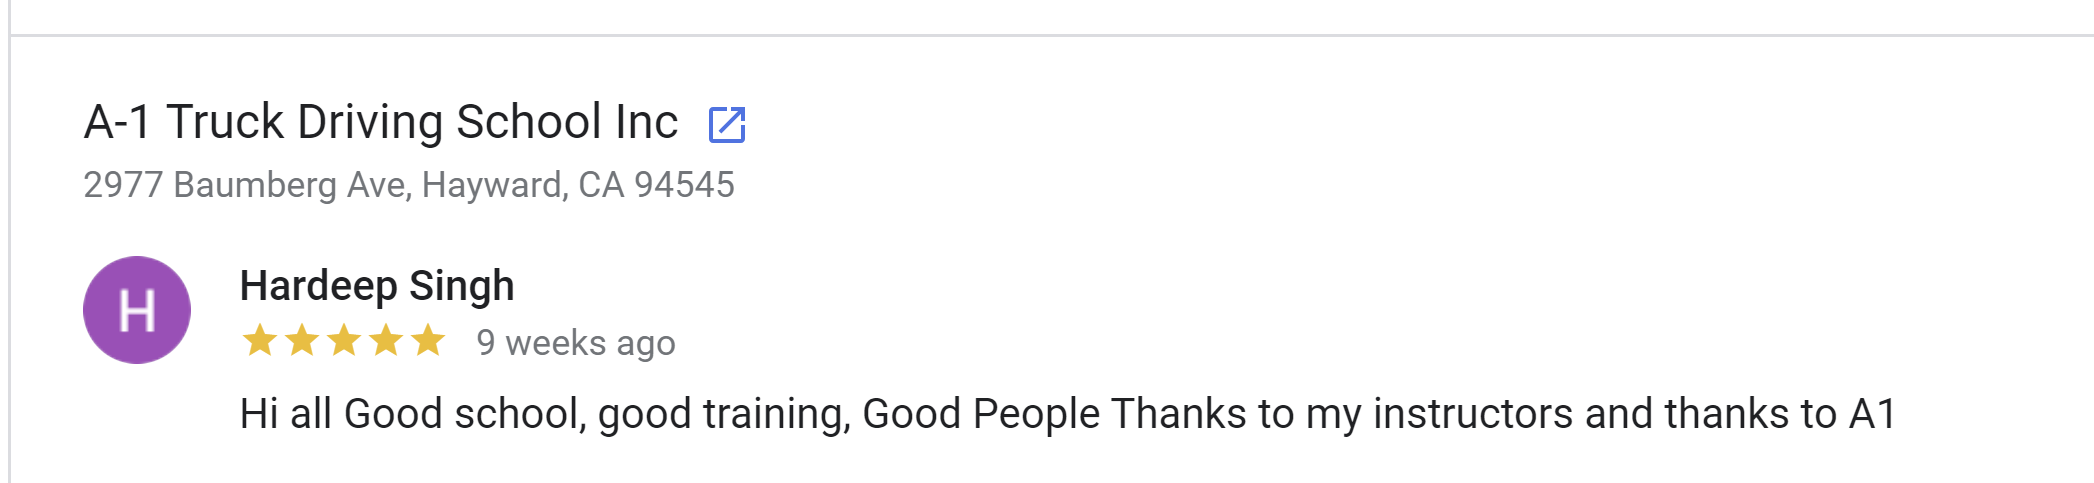 A-1 Truck Driving School Inc
2977 Baumberg Ave, Hayward, CA 94545
H
Hardeep Singh
9 weeks ago
Hi all Good school, good training, Good People Thanks to my instructors and thanks to A1